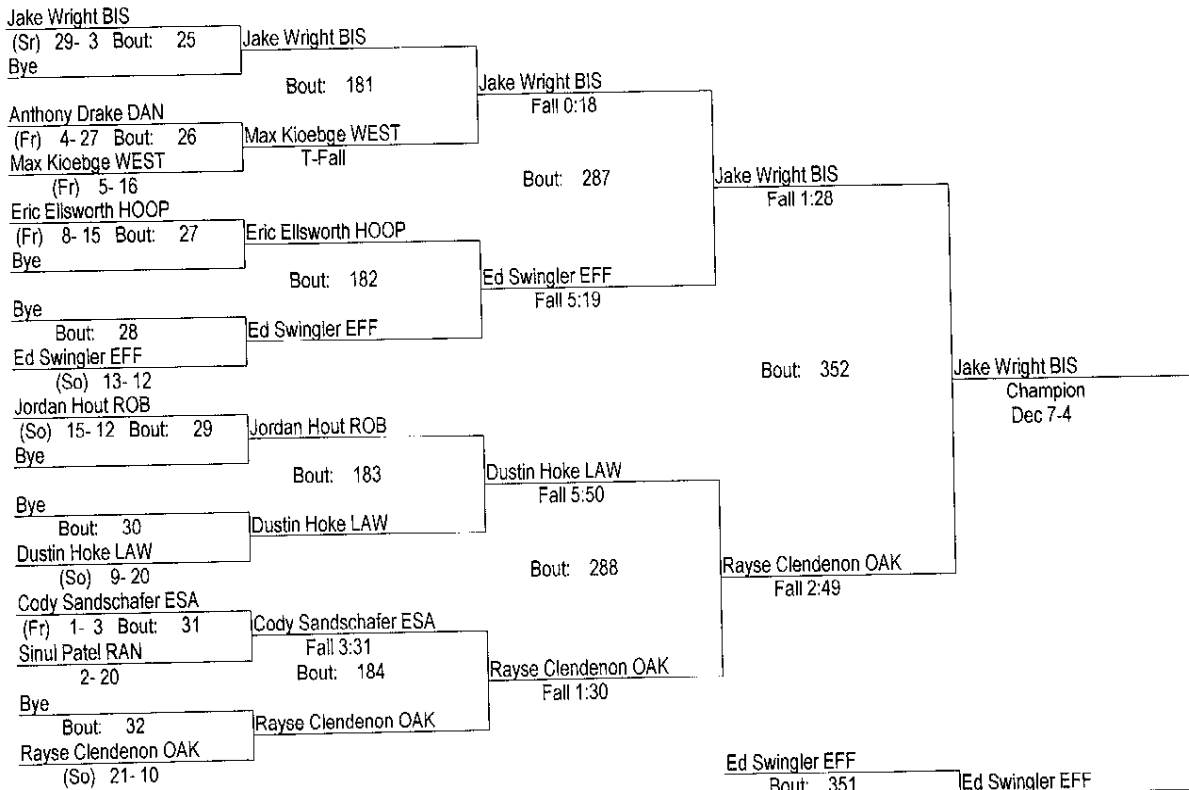 Jake Wright BIS
(Sr) 29- 3 Bout: 25
Bye
Jake Wright BIS
Bout: 181
Anthony Drake DAN
(Fr) 4- 27 Bout: 26
Max Kioebge WEST
(Fr) 5- 16
Max Kioebge WEST
T-Fall
Jake Wright BIS
Fall 0:18
Bout: 287
Eric Ellsworth HOOP
(Fr) 8- 15 Bout: 27
Bye
Eric Ellsworth HOOP
Bout: 182
Bye
Bout: 28
Ed Swingler EFF
(So) 13- 12
Ed Swingler EFF
Ed Swingler EFF
Fall 5:19
Jake Wright BIS
Fall 1:28
Bout: 352
Jordan Hout ROB
(So) 15- 12 Bout: 29
Bye
Jordan Hout ROB
Bout: 183
Bye
Bout: 30
Dustin Hoke LAW
(So) 9- 20
Dustin Hoke LAW
Dustin Hoke LAW
Fall 5:50
Bout: 288
Cody Sandschafer ESA
(Fr) 1- 3 Bout: 31
Sinul Patel RAN
2- 20
Cody Sandschafer ESA
Fall 3:31
Bout: 184
Bye
Bout: 32
Rayse Clendenon OAK
(So) 21- 10
Rayse Clendenon OAK
Rayse Clendenon OAK
Fall 1:30
Rayse Clendenon OAK
Fall 2:49
Jake Wright BIS
Champion
Dec 7-4
Ed Swingler EFF
Bout: 351
Ed Swingler EFF